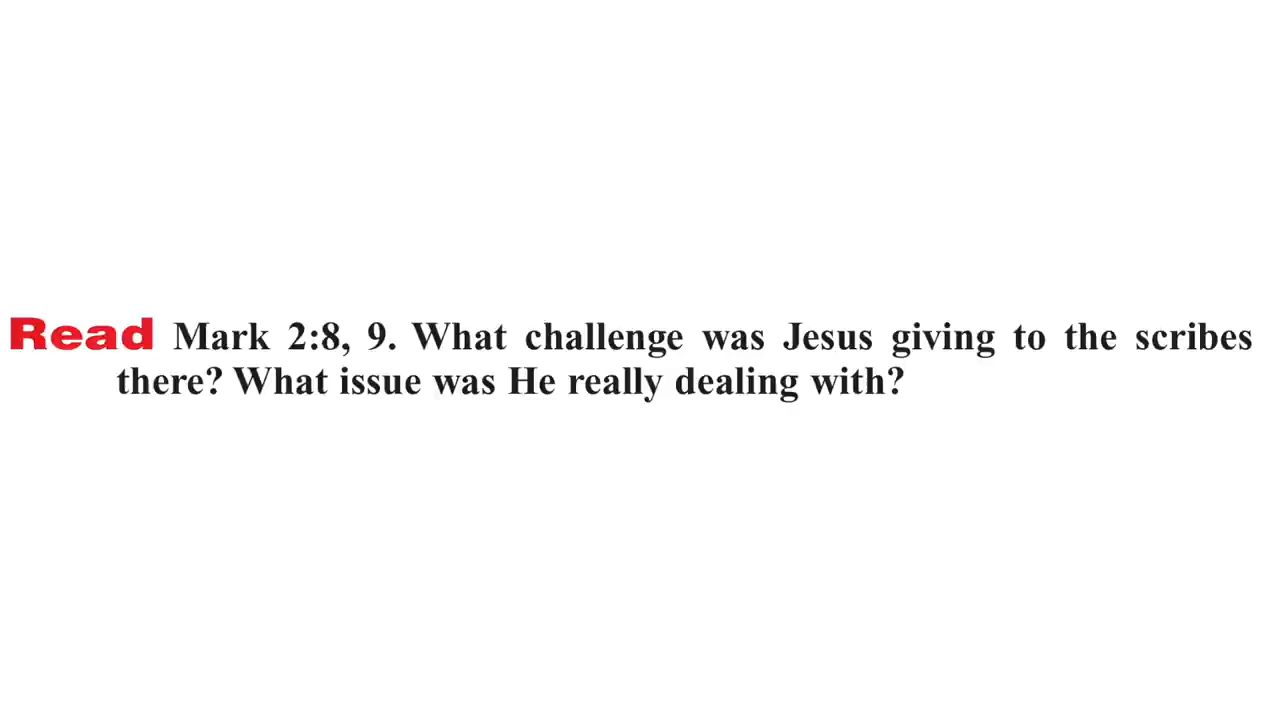 Read Mark 2:8, 9. What challenge was Jesus giving to the scribes
there? What issue was He really dealing with?